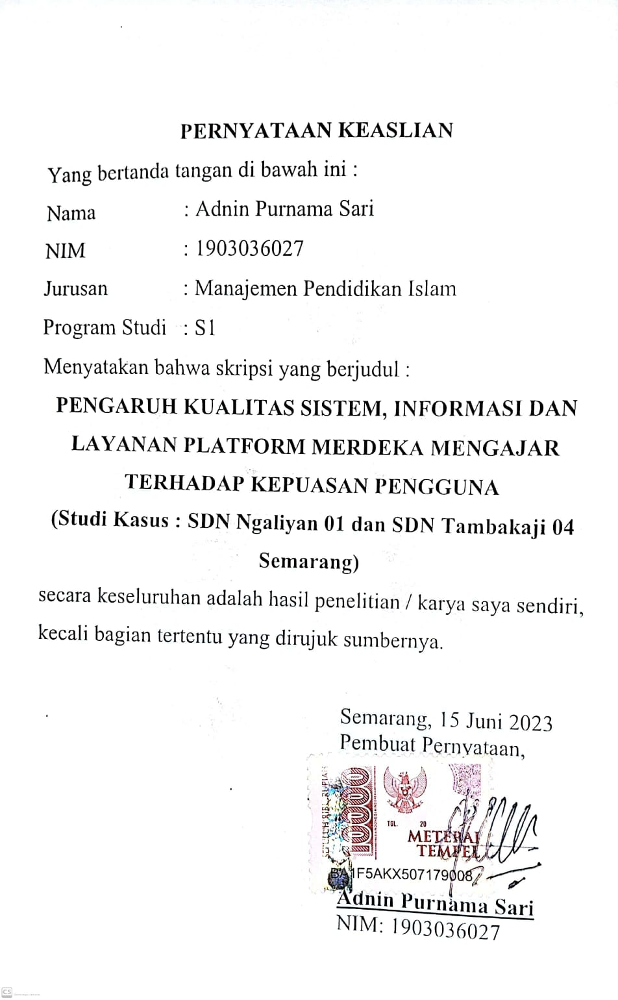 PERNYATAAN KEASLIAN
Yang bertanda tangan di bawah ini :
Nama : Adnin Purnama Sari
NIM : 1903036027
Jurusan : Manajemen Pendidikan Islam
Program Studi : S1
Menyatakan bahwa skripsi yang berjudul :
PENGARUH KUALITAS SISTEM, INFORMASI DAN
LAYANAN PLATFORM MERDEKA MENGAJAR
TERHADAP KEPUASAN PENGGUNA
(Studi Kasus : SDN Ngaliyan 01 dan SDN Tambakaji 04
Semarang)
secara keseluruhan adalah hasil penelitian / karya saya sendiri,
kecali bagian tertentu yang dirujuk sumbernya.
Semarang, 15 Juni 2023
Pembuat Pernyataan,
10000
TGL. 20
METERAI
TEMPEL
BA1F5AKX507179008
Adnin Purnama Sari
NIM: 1903036027
CS